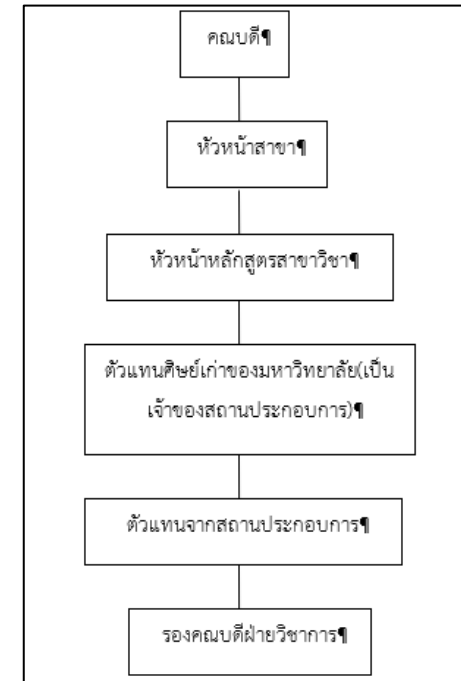 คณบดี¶
หัวหน้าสาขา¶
หัวหน้าหลักสูตรสาขาวิชา¶
ตัวแทนศิษย์เก่าของมหาวิทยาลัย(เป็น
เจ้าของสถานประกอบการ)¶
ตัวแทนจากสถานประกอบการ¶
รองคณบดีฝ่ายวิชาการ¶